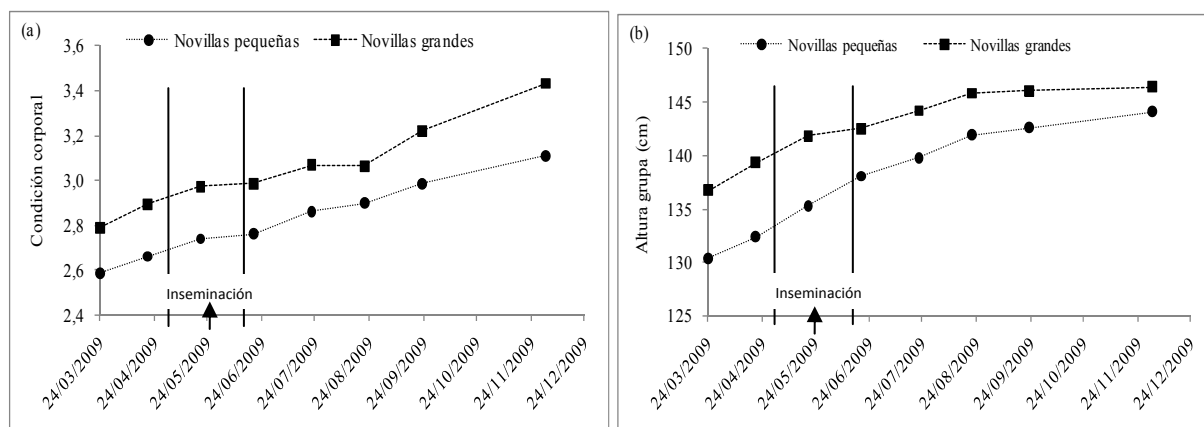 (a)
Novillas pequeñas Novillas grandes
Condición corporal
3,6
3,4
3,2
3,0
2,8
2,6
2,4
Inseminación
24/03/2009 24/04/2009 24/05/2009 24/06/2009 24/07/2009 24/08/2009 24/09/2009 24/10/2009 24/11/2009 24/12/2009
(b)
Novillas pequeñas Novillas grandes
Altura grupa (cm)
150
145
140
135
130
125
Inseminación
24/03/2009 24/04/2009 24/05/2009 24/06/2009 24/07/2009 24/08/2009 24/09/2009 24/10/2009 24/11/2009 24/12/2009